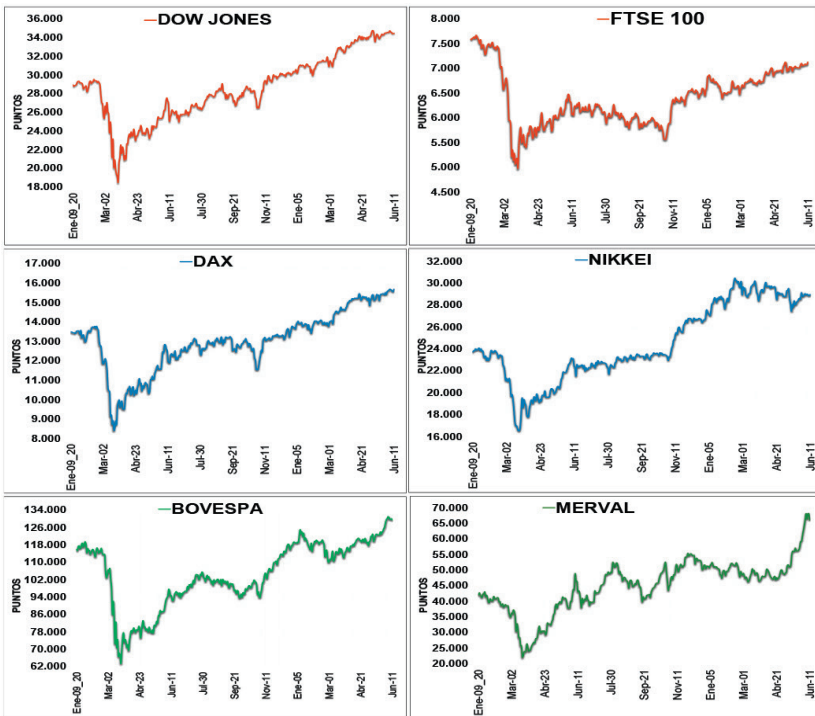 DOW JONES
PUNTOS
36.000
34.000
32.000
30.000
28.000
26.000
24.000
22.000
20.000
18.000
Ene-09_20
Mar-02
Abr-23
Jun-11
Jul-30
Sep-21
Nov-11
Ene-05
Mar-01
Abr-21
Jun-11
FTSE 100
PUNTOS
8.000
7.500
7.000
6.500
6.000
5.500
5.000
4.500
Ene-09_20
Mar-02
Abr-23
Jun-11
Jul-30
Sep-21
Nov-11
Ene-05
Mar-01
Abr-21
Jun-11
DAX
PUNTOS
17.000
16.000
15.000
14.000
13.000
12.000
11.000
10.000
9.000
8.000
Ene-09_20
Mar-02
Abr-23
Jun-11
Jul-30
Sep-21
Nov-11
Ene-05
Mar-01
Abr-21
Jun-11
NIKKEI
PUNTOS
32.000
30.000
28.000
26.000
24.000
22.000
20.000
18.000
16.000
Ene-09_20
Mar-02
Abr-23
Jun-11
Jul-30
Sep-21
Nov-11
Ene-05
Mar-01
Abr-21
Jun-11
BOVESPA
PUNTOS
134.000
126.000
118.000
110.000
102.000
94.000
86.000
78.000
70.000
62.000
Ene-09_20
Mar-02
Abr-23
Jun-11
Jul-30
Sep-21
Nov-11
Ene-05
Mar-01
Abr-21
Jun-11
MERVAL
PUNTOS
70.000
65.000
60.000
55.000
50.000
45.000
40.000
35.000
30.000
25.000
20.000
Ene-09_20
Mar-02
Abr-23
Jun-11
Jul-30
Sep-21
Nov-11
Ene-05
Mar-01
Abr-21
Jun-11